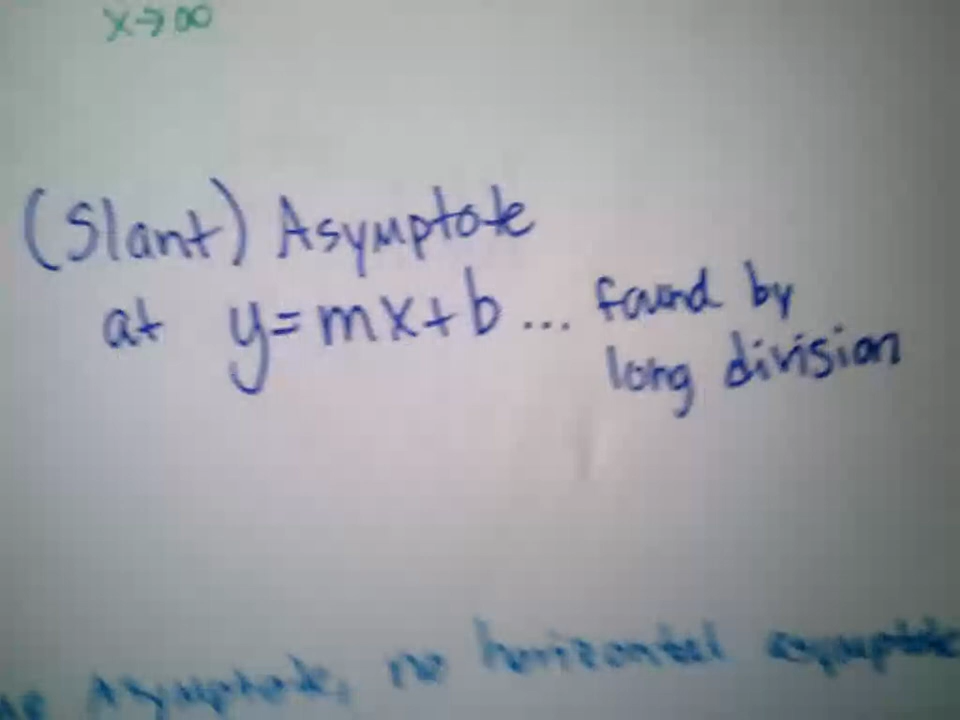 x→∞
(Slant) Asymptote
at y=mx+b... found by
long division
Asymptote, no horizontal asymptote